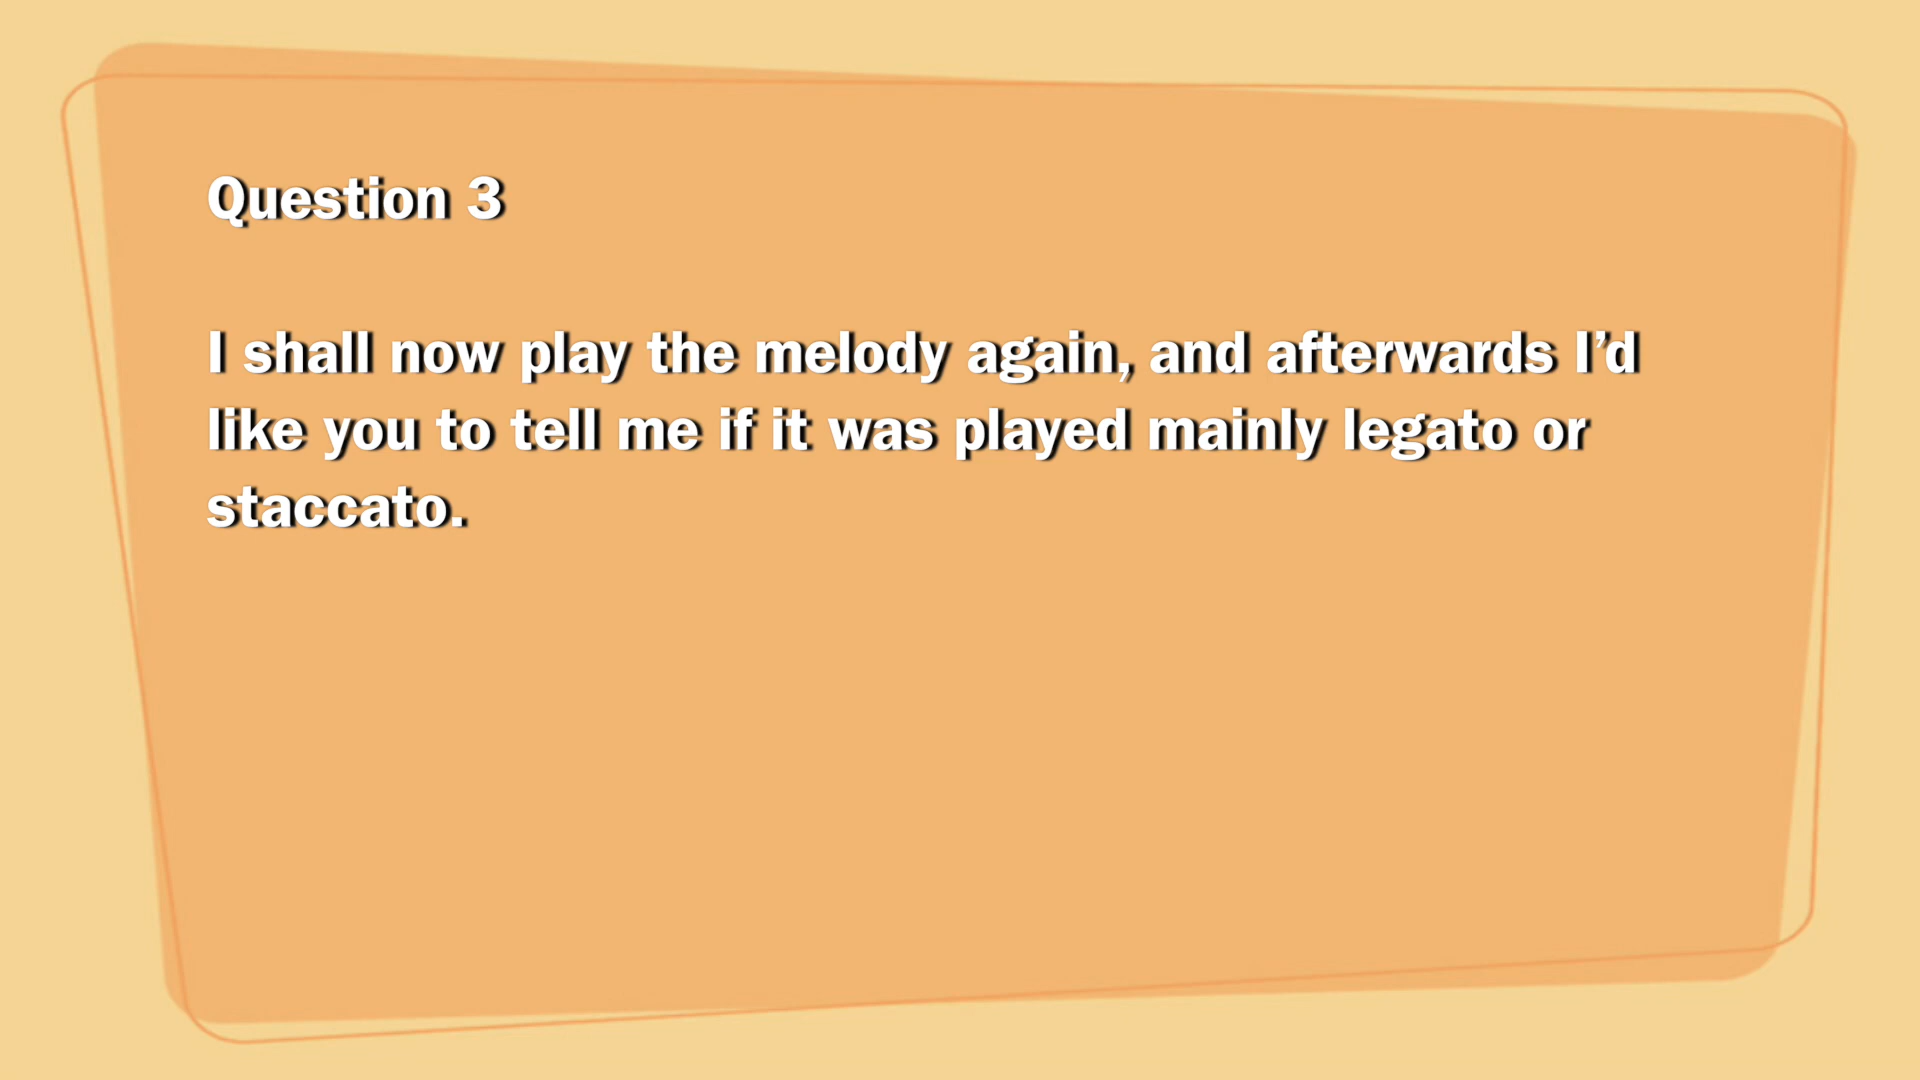 Question 3
I shall now play the melody again, and afterwards I’d
like you to tell me if it was played mainly legato or
staccato.